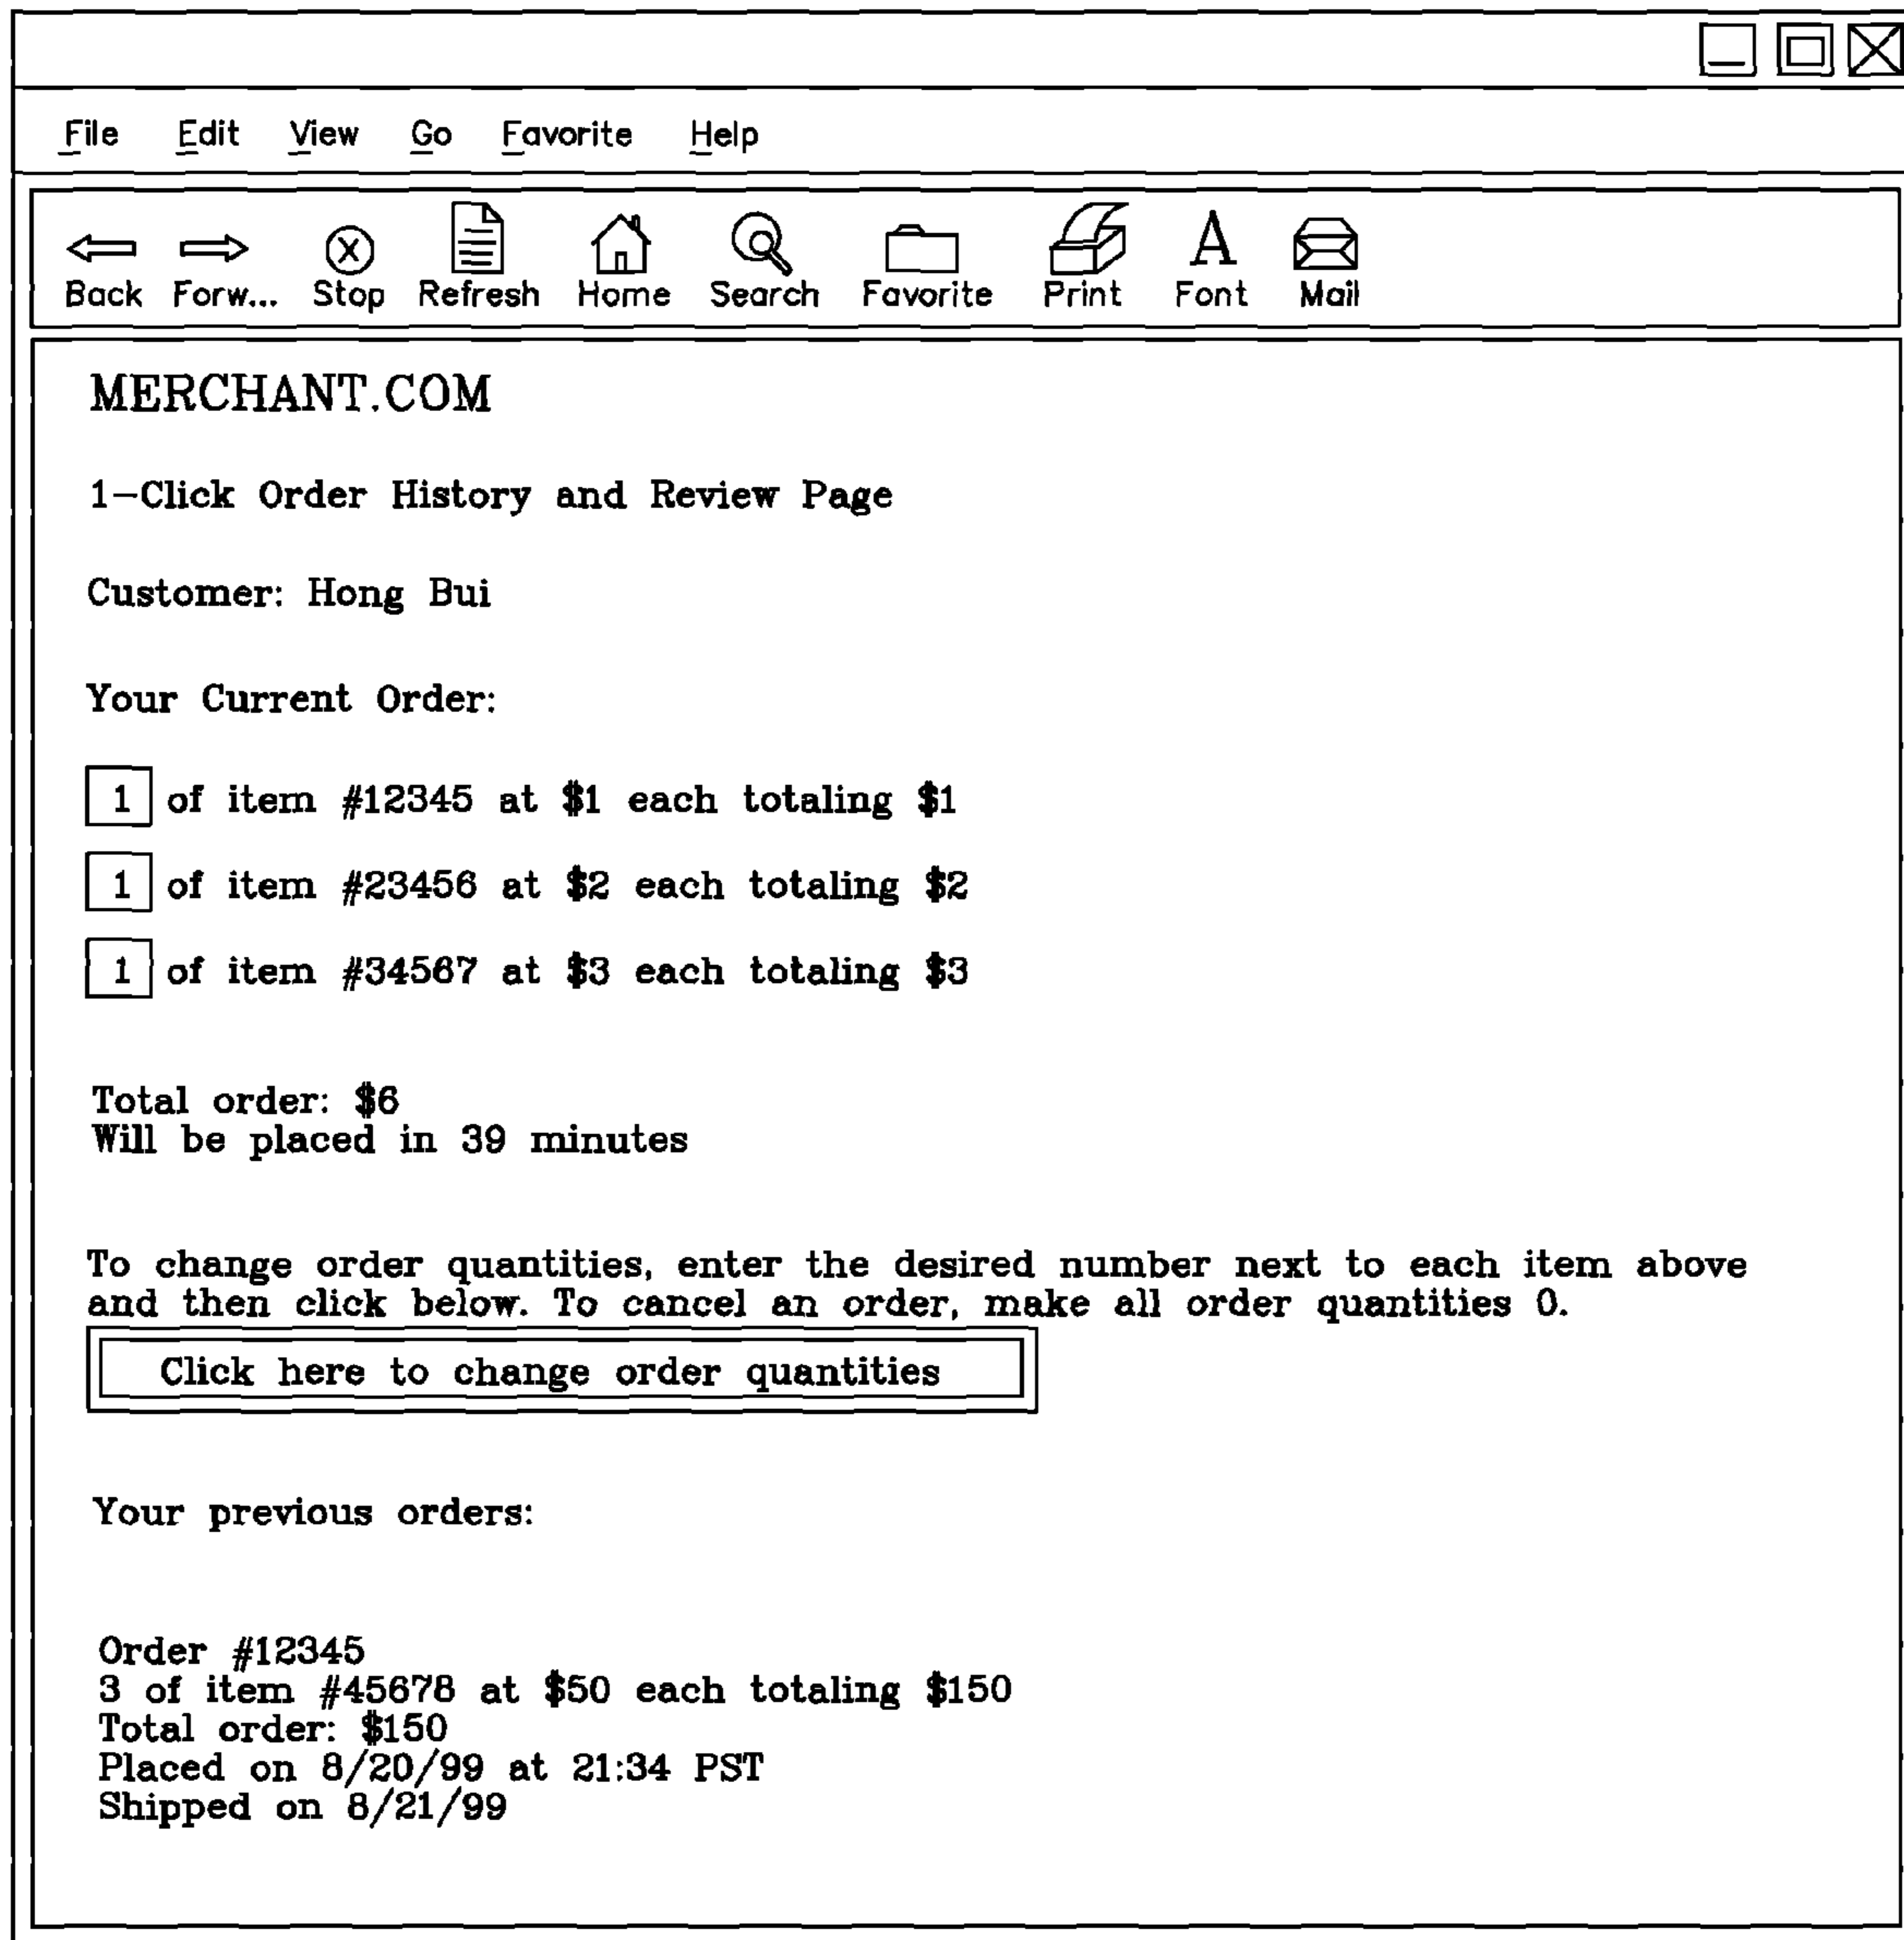 File Edit View Go Favorite Help
Back Forw... Stop Refresh Home Search Favorite Print Font Mail
MERCHANT.COM
1-Click Order History and Review Page
Customer: Hong Bui
Your Current Order:
1 of item #12345 at $1 each totaling $1
1 of item #23456 at $2 each totaling $2
1 of item #34567 at $3 each totaling $3
Total order: $6
Will be placed in 39 minutes
To change order quantities, enter the desired number next to each item above
and then click below. To cancel an order, make all order quantities 0.
Click here to change order quantities
Your previous orders:
Order #12345
3 of item #45678 at $50 each totaling $150
Total order: $150
Placed on 8/20/99 at 21:34 PST
Shipped on 8/21/99